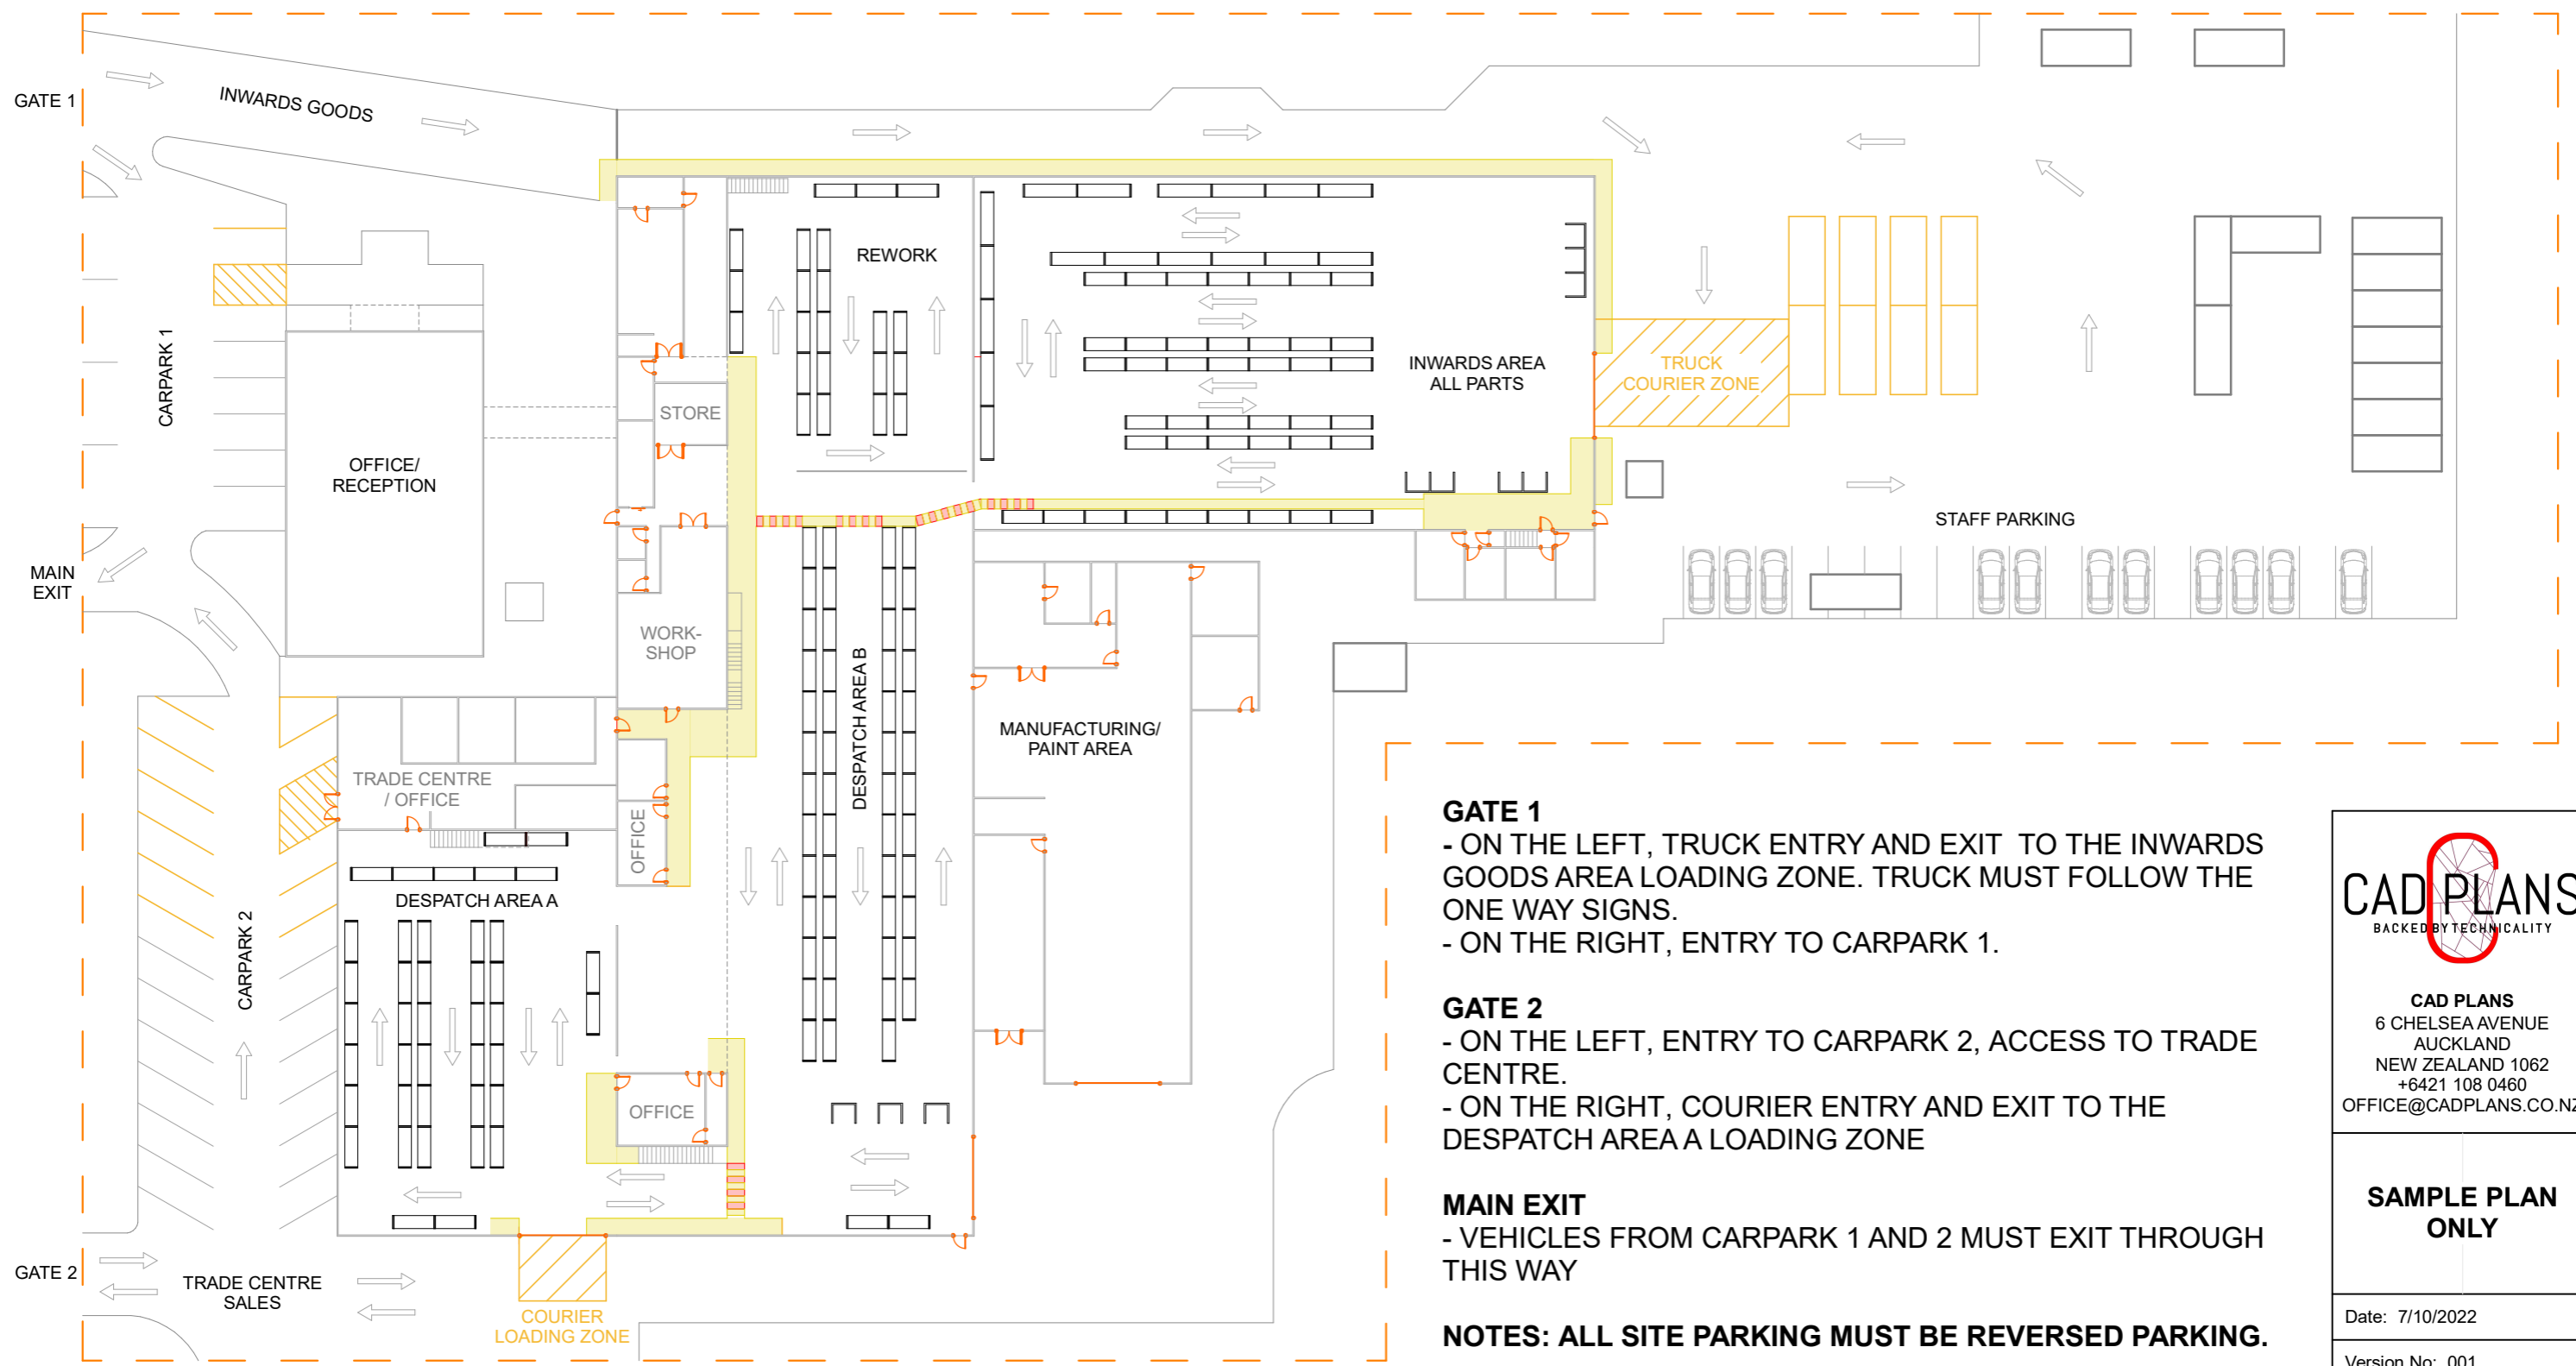 GATE 1
INWARDS GOODS
CARPARK 1
OFFICE/
RECEPTION
MAIN
EXIT
REWORK
STORE
INWARDS AREA
ALL PARTS
TRUCK
COURIER ZONE
STAFF PARKING
WORK-
SHOP
DESPATCH AREA B
MANUFACTURING/
PAINT AREA
TRADE CENTRE
/ OFFICE
OFFICE
DESPATCH AREA A
CARPARK 2
OFFICE
GATE 2
TRADE CENTRE
SALES
COURIER
LOADING ZONE
GATE 1
- ON THE LEFT, TRUCK ENTRY AND EXIT TO THE INWARDS
GOODS AREA LOADING ZONE. TRUCK MUST FOLLOW THE
ONE WAY SIGNS.
- ON THE RIGHT, ENTRY TO CARPARK 1.
GATE 2
- ON THE LEFT, ENTRY TO CARPARK 2, ACCESS TO TRADE
CENTRE.
- ON THE RIGHT, COURIER ENTRY AND EXIT TO THE
DESPATCH AREA A LOADING ZONE
MAIN EXIT
- VEHICLES FROM CARPARK 1 AND 2 MUST EXIT THROUGH
THIS WAY
NOTES: ALL SITE PARKING MUST BE REVERSED PARKING.
CAD PLANS
BACKED BY TECHNICALITY
CAD PLANS
6 CHELSEA AVENUE
AUCKLAND
NEW ZEALAND 1062
+6421 108 0460
OFFICE@CADPLANS.CO.NZ
SAMPLE PLAN
ONLY
Date: 7/10/2022
Version No: 001